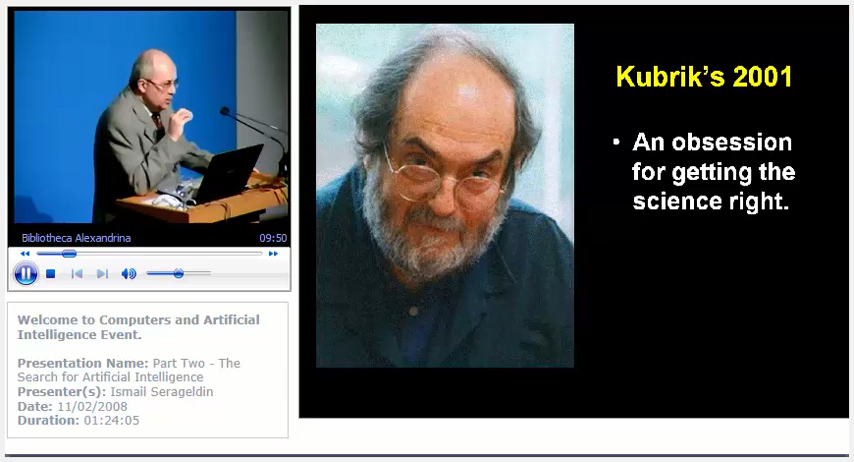 Bibliotheca Alexandrina 09:50
Welcome to Computers and Artificial
Intelligence Event.
Presentation Name: Part Two - The
Search for Artificial Intelligence
Presenter(s): Ismail Serageldin
Date: 11/02/2008
Duration: 01:24:05
Kubrik's 2001
• An obsession
for getting the
science right.